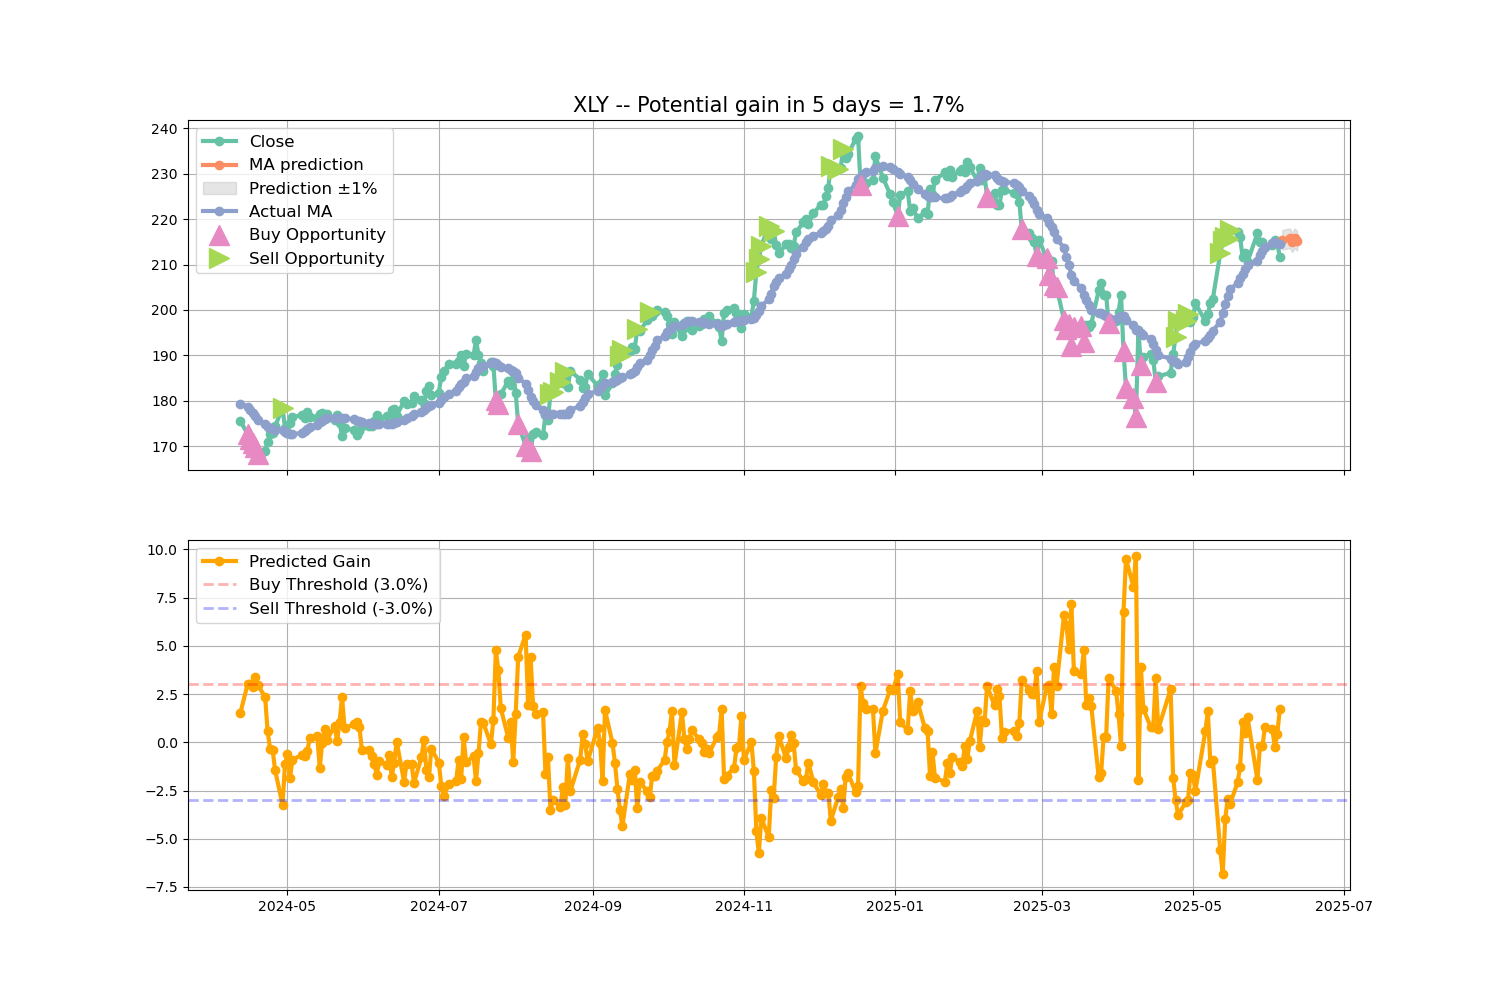 XLY -- Potential gain in 5 days = 1.7%
240
230
220
210
200
190
180
170
Close
MA prediction
Prediction ±1%
Actual MA
Buy Opportunity
Sell Opportunity
10.0
7.5
5.0
2.5
0.0
−2.5
−5.0
−7.5
Predicted Gain
Buy Threshold (3.0%)
Sell Threshold (-3.0%)
2024-05 2024-07 2024-09 2024-11 2025-01 2025-03 2025-05 2025-07